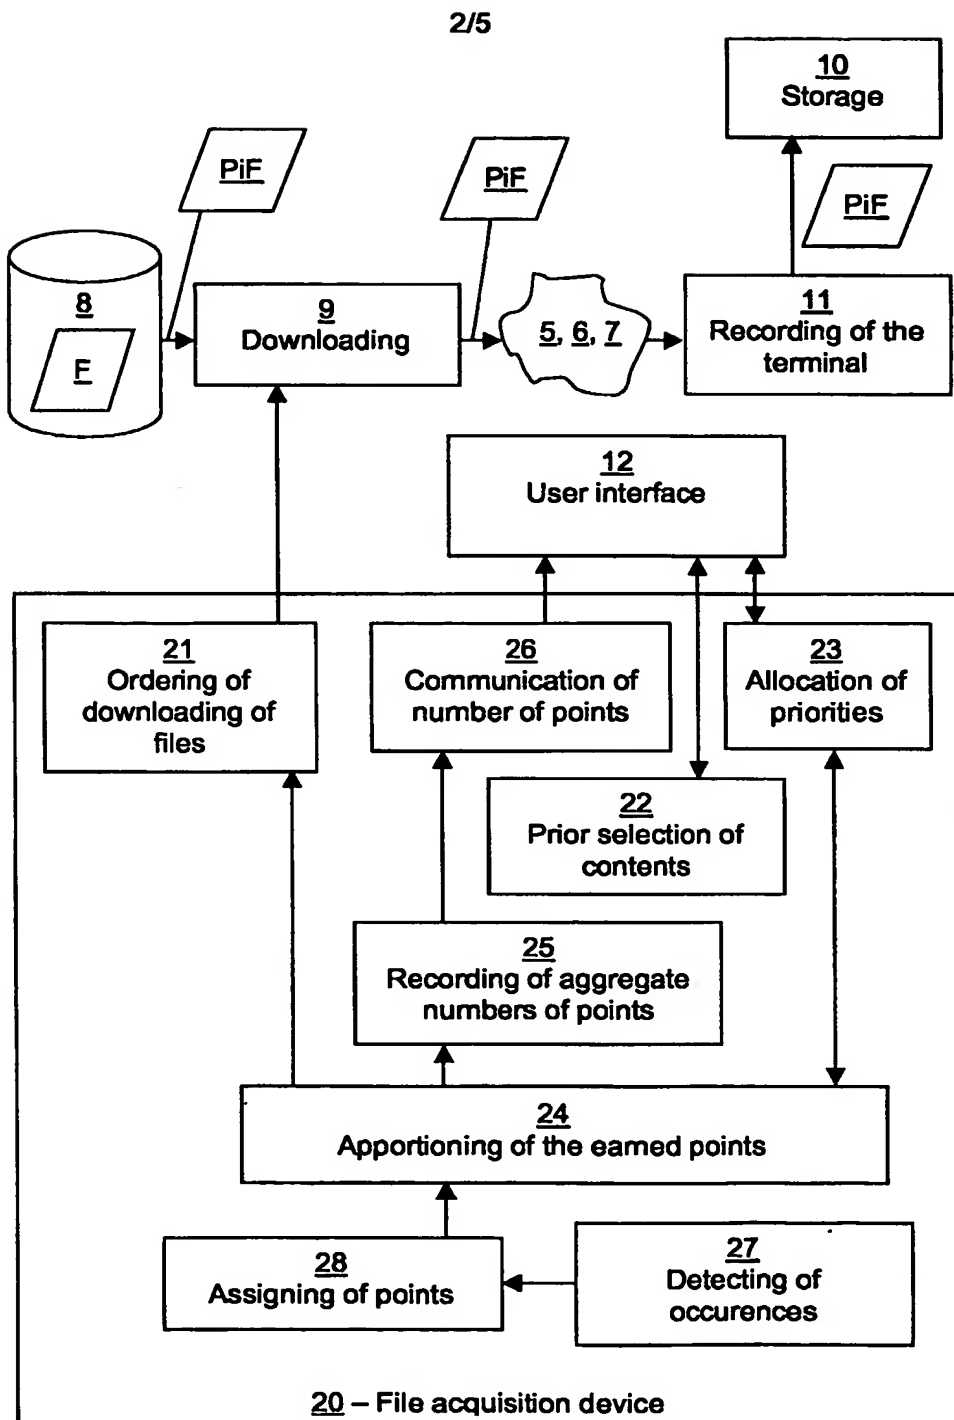 2/5
10
Storage
PiF
PiF
PiF
8
F
9
Downloading
5, 6, 7
11
Recording of the
terminal
12
User interface
21
Ordering of
downloading of
files
26
Communication of
number of points
23
Allocation of
priorities
22
Prior selection of
contents
25
Recording of aggregate
numbers of points
24
Apportioning of the earned points
28
Assigning of points
27
Detecting of
occurences
20 – File acquisition device